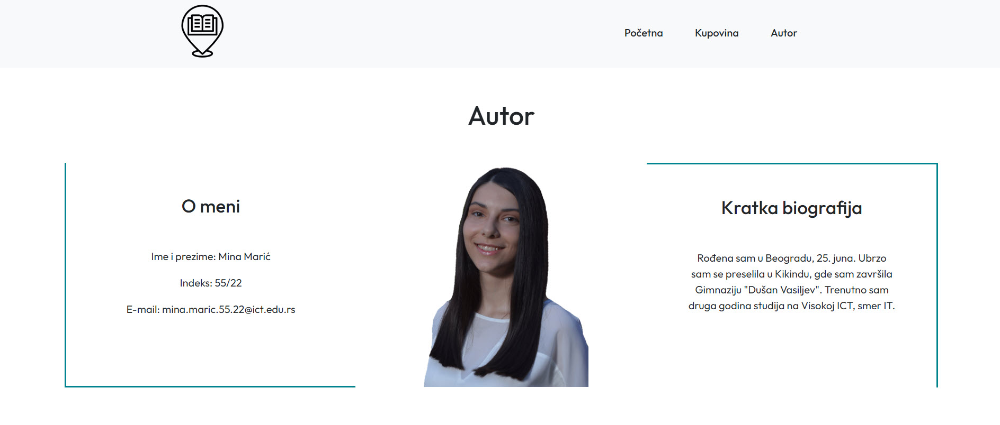 Početna
Kupovina
Autor
Autor
O meni
Ime i prezime: Mina Marić
Indeks: 55/22
E-mail: mina.maric.55.22@ict.edu.rs
Kratka biografija
Rođena sam u Beogradu, 25. juna. Ubrzo
sam se preselila u Kikindu, gde sam završila
Gimnaziju "Dušan Vasiljev". Trenutno sam
druga godina studija na Visokoj ICT, smer IT.